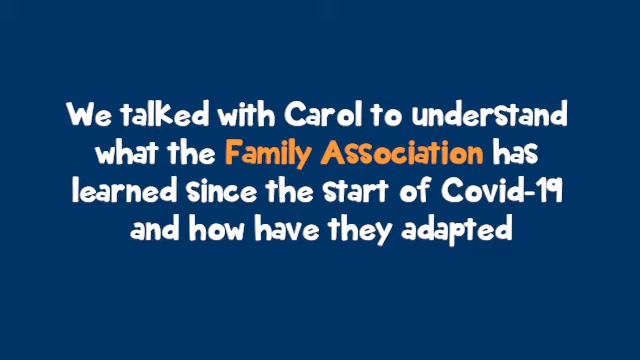 We talked with Carol to understand
what the Family Association has
learned since the start of Covid-19
and how have they adapted